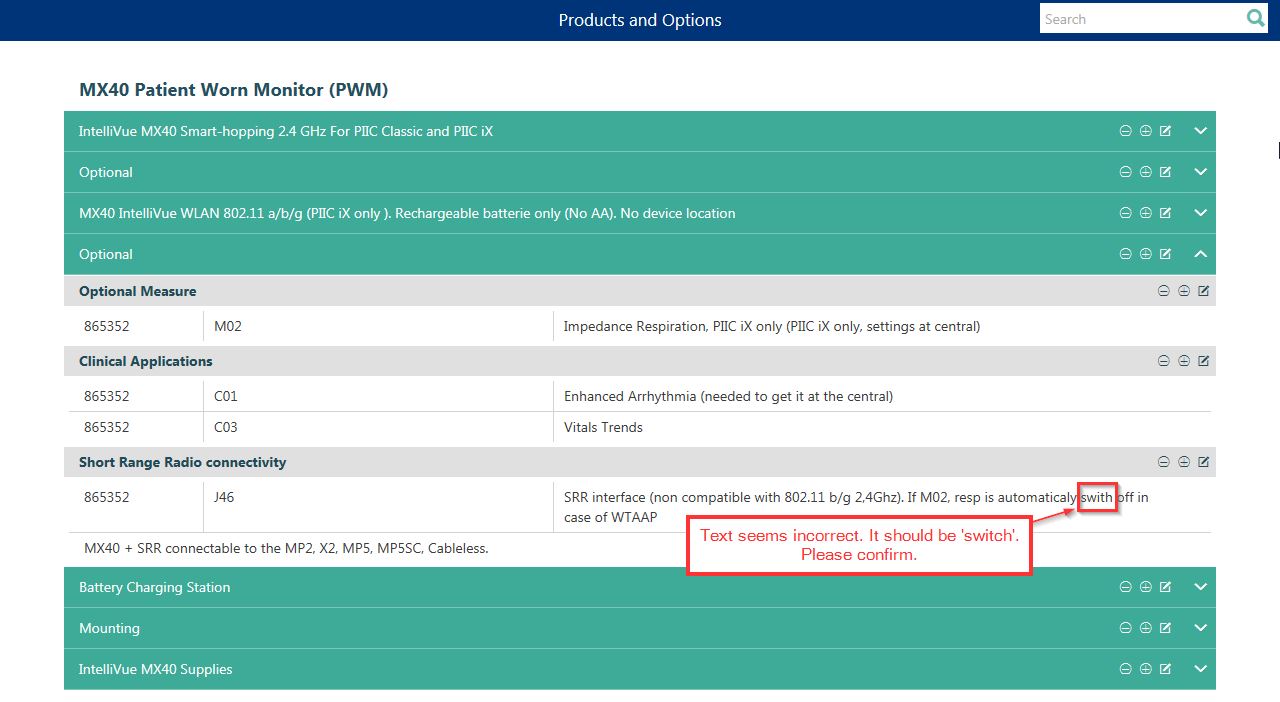 Products and Options
Search
MX40 Patient Worn Monitor (PWM)
IntelliVue MX40 Smart-hopping 2.4 GHz For PIIC Classic and PIIC iX
Optional
MX40 IntelliVue WLAN 802.11 a/b/g (PIIC iX only ). Rechargeable batterie only (No AA). No device location
Optional
Optional Measure
865352 M02 Impedance Respiration, PIIC iX only (PIIC iX only, settings at central)
Clinical Applications
865352 C01 Enhanced Arrhythmia (needed to get it at the central)
865352 C03 Vitals Trends
Short Range Radio connectivity
865352 J46 SRR interface (non compatible with 802.11 b/g 2,4Ghz). If M02, resp is automaticaly swith off in
case of WTAAP
Text seems incorrect. It should be 'switch'.
Please confirm.
MX40 + SRR connectable to the MP2, X2, MP5, MP5SC, Cableless.
Battery Charging Station
Mounting
IntelliVue MX40 Supplies